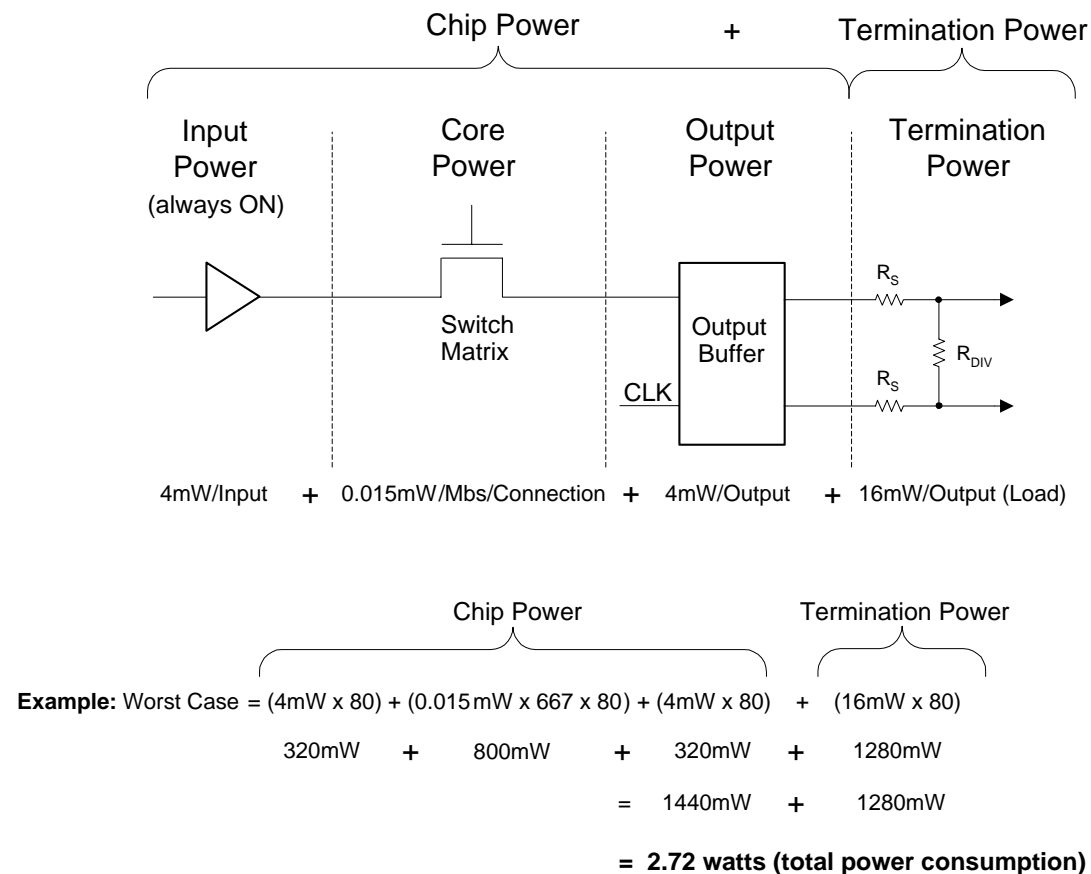 Chip Power + Termination Power
Input Power (always ON)
Core Power
Output Power
Termination Power
Switch Matrix
Output Buffer
CLK
R_S
R_S
R_DIV
4mW/Input + 0.015mW/Mbs/Connection + 4mW/Output + 16mW/Output (Load)
Chip Power Termination Power
Example: Worst Case = (4mW x 80) + (0.015mW x 667 x 80) + (4mW x 80) + (16mW x 80)
320mW + 800mW + 320mW + 1280mW
= 1440mW + 1280mW
= 2.72 watts (total power consumption)